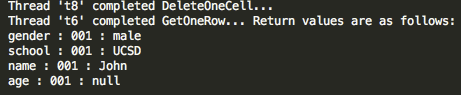 Thread 't8' completed DeleteOneCell...
Thread 't6' completed GetOneRow... Return values are as follows:
gender : 001 : male
school : 001 : UCSD
name : 001 : John
age : 001 : null